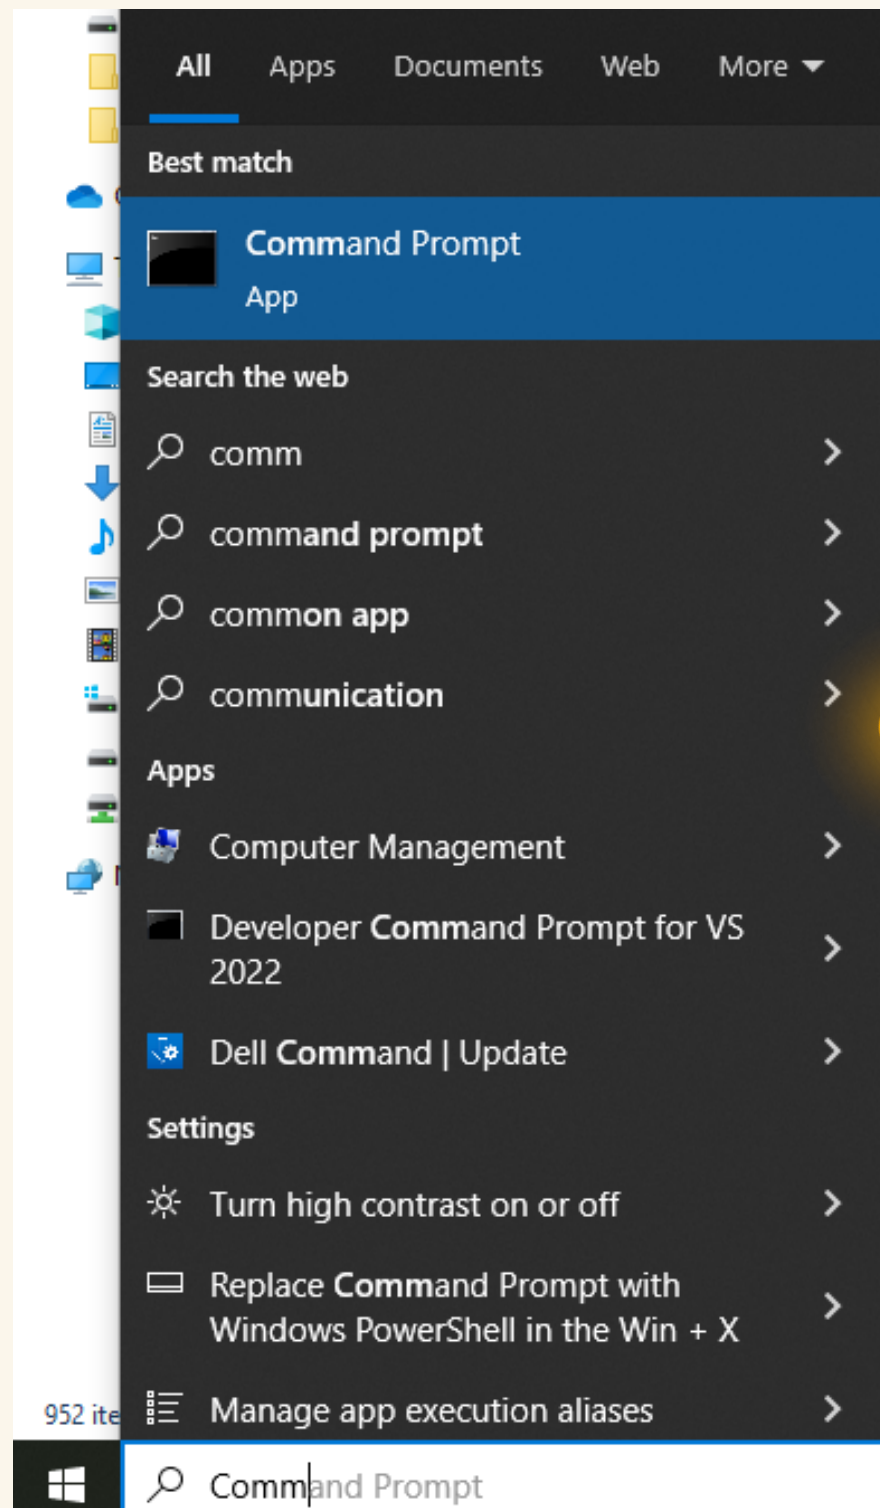 All Apps Documents Web More
Best match
Command Prompt
App
Search the web
comm
command prompt
common app
communication
Apps
Computer Management
Developer Command Prompt for VS
2022
Dell Command | Update
Settings
Turn high contrast on or off
Replace Command Prompt with
Windows PowerShell in the Win + X
Manage app execution aliases
952 ite
Command Prompt